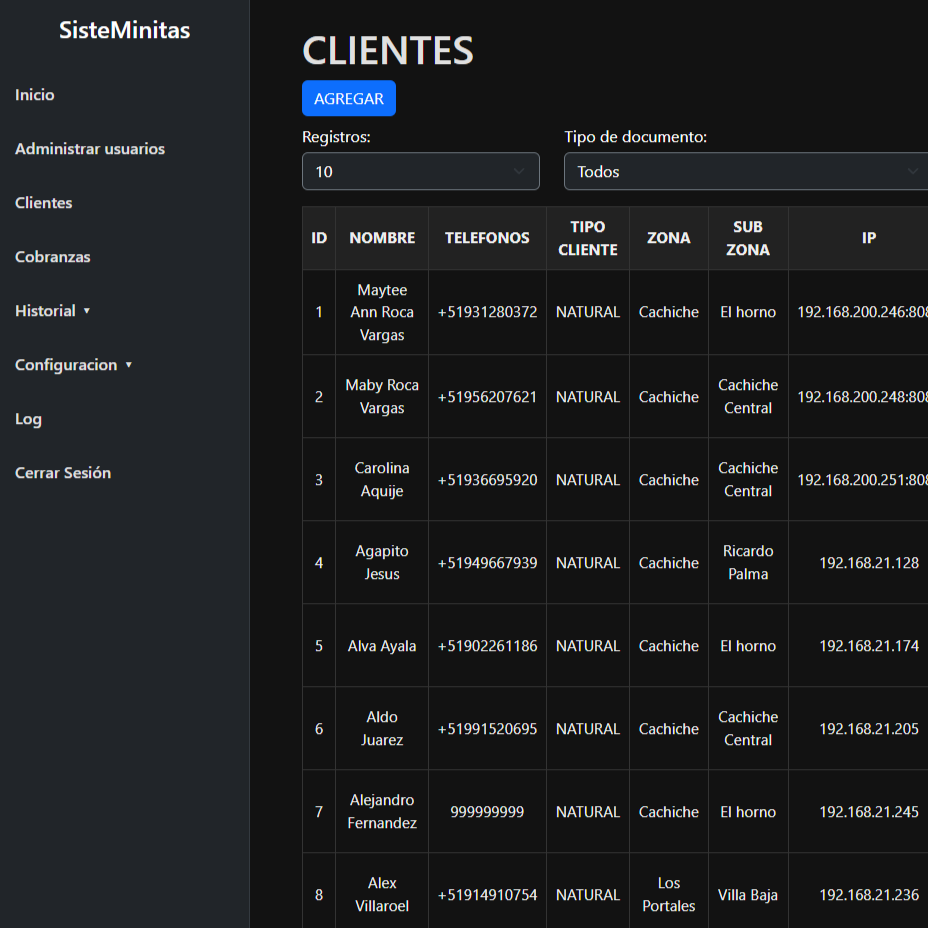 SisteMinitas
Inicio
Administrar usuarios
Clientes
Cobranzas
Historial ▾
Configuracion ▾
Log
Cerrar Sesión
CLIENTES
AGREGAR
Registros: Tipo de documento:
10 Todos
ID NOMBRE TELEFONOS TIPO CLIENTE ZONA SUB ZONA IP
1 Maytee Ann Roca Vargas +51931280372 NATURAL Cachiche El horno 192.168.200.246:808
2 Maby Roca Vargas +51956207621 NATURAL Cachiche Cachiche Central 192.168.200.248:808
3 Carolina Aquije +51936695920 NATURAL Cachiche Cachiche Central 192.168.200.251:808
4 Agapito Jesus +51949667939 NATURAL Cachiche Ricardo Palma 192.168.21.128
5 Alva Ayala +51902261186 NATURAL Cachiche El horno 192.168.21.174
6 Aldo Juarez +51991520695 NATURAL Cachiche Cachiche Central 192.168.21.205
7 Alejandro Fernandez 999999999 NATURAL Cachiche El horno 192.168.21.245
8 Alex Villaroel +51914910754 NATURAL Los Portales Villa Baja 192.168.21.236